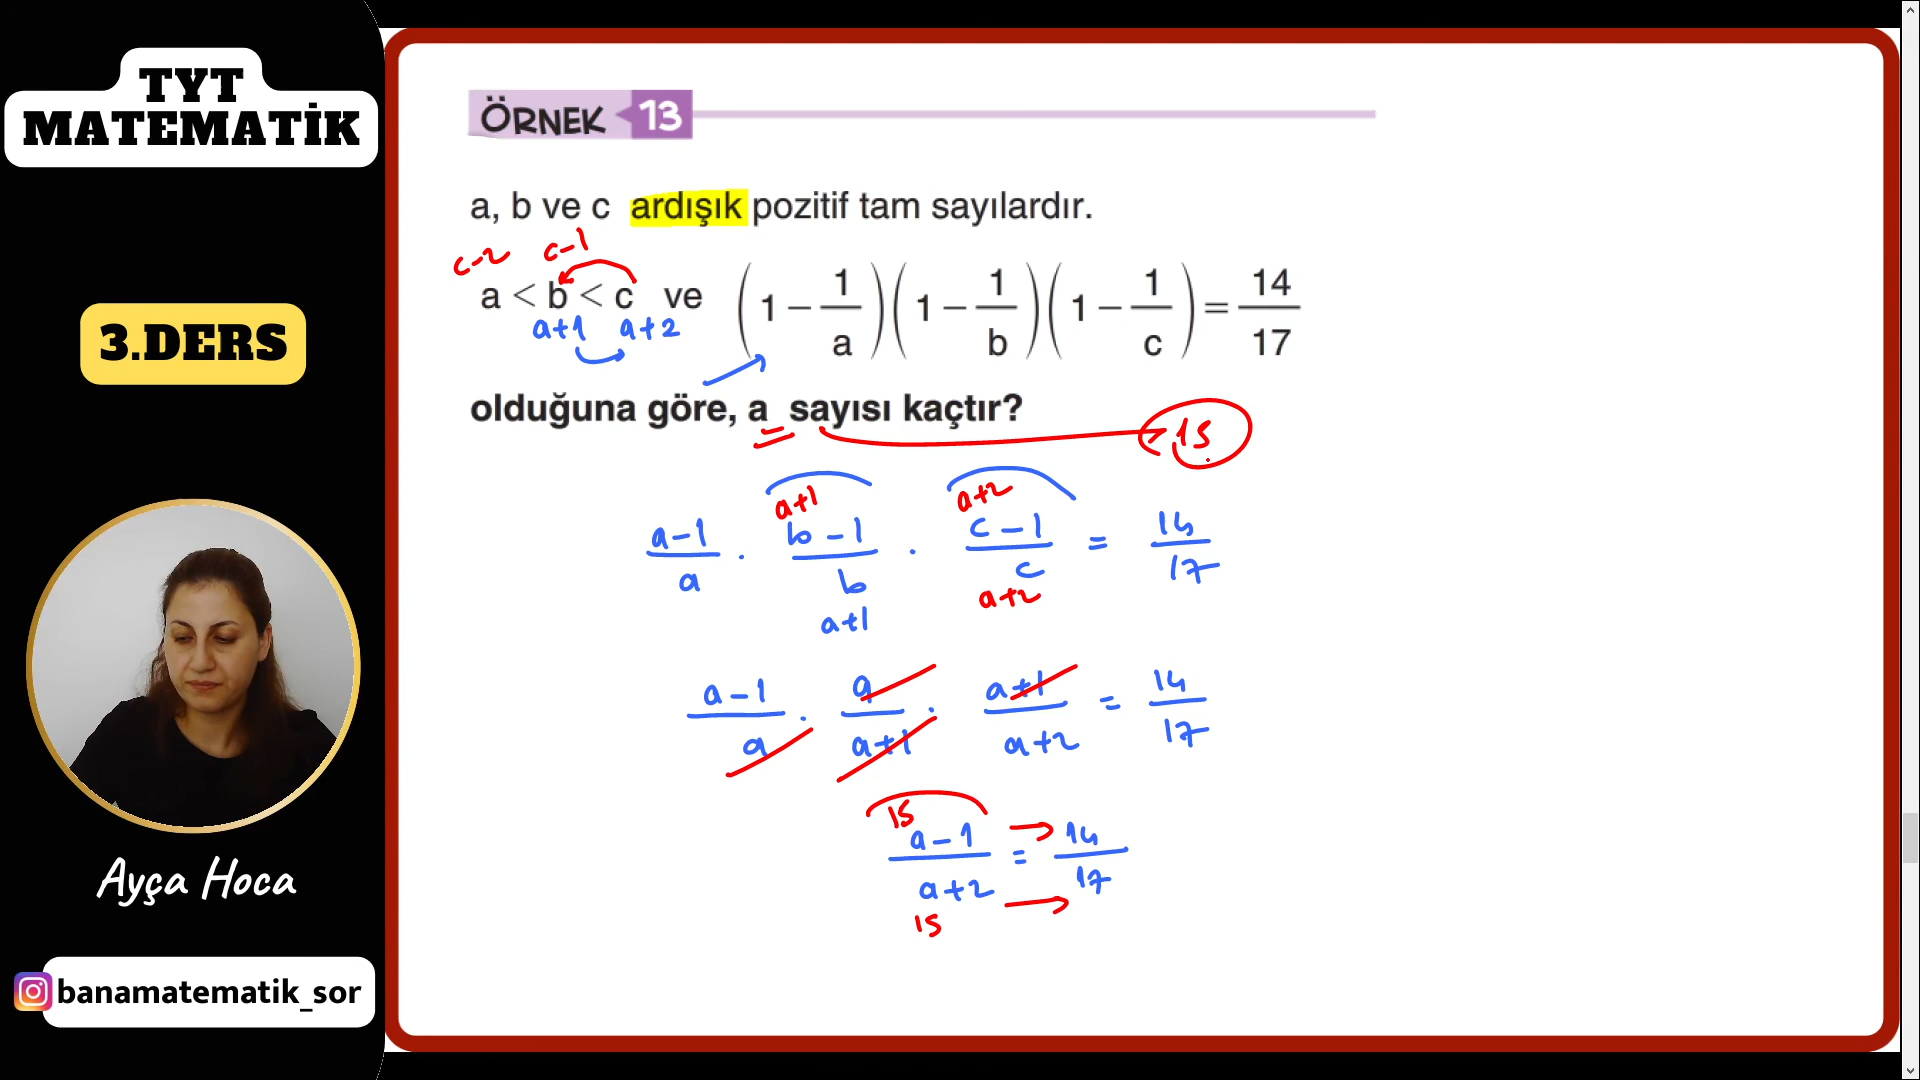 TYT
MATEMATİK
3.DERS
Ayça Hoca
banamatematik_sor
ÖRNEK 13
a, b ve c ardışık pozitif tam sayılardır.
c-2 c-1
a < b < c ve (1 - 1/a)(1 - 1/b)(1 - 1/c) = 14/17
a+1 a+2
olduğuna göre, a sayısı kaçtır?
15
a+1 a+2
a-1/a . b-1/b . c-1/c = 14/17
a+1 a+2
a-1/a . a/a+1 . a+1/a+2 = 14/17
15
a-1/a+2 = 14/17
15